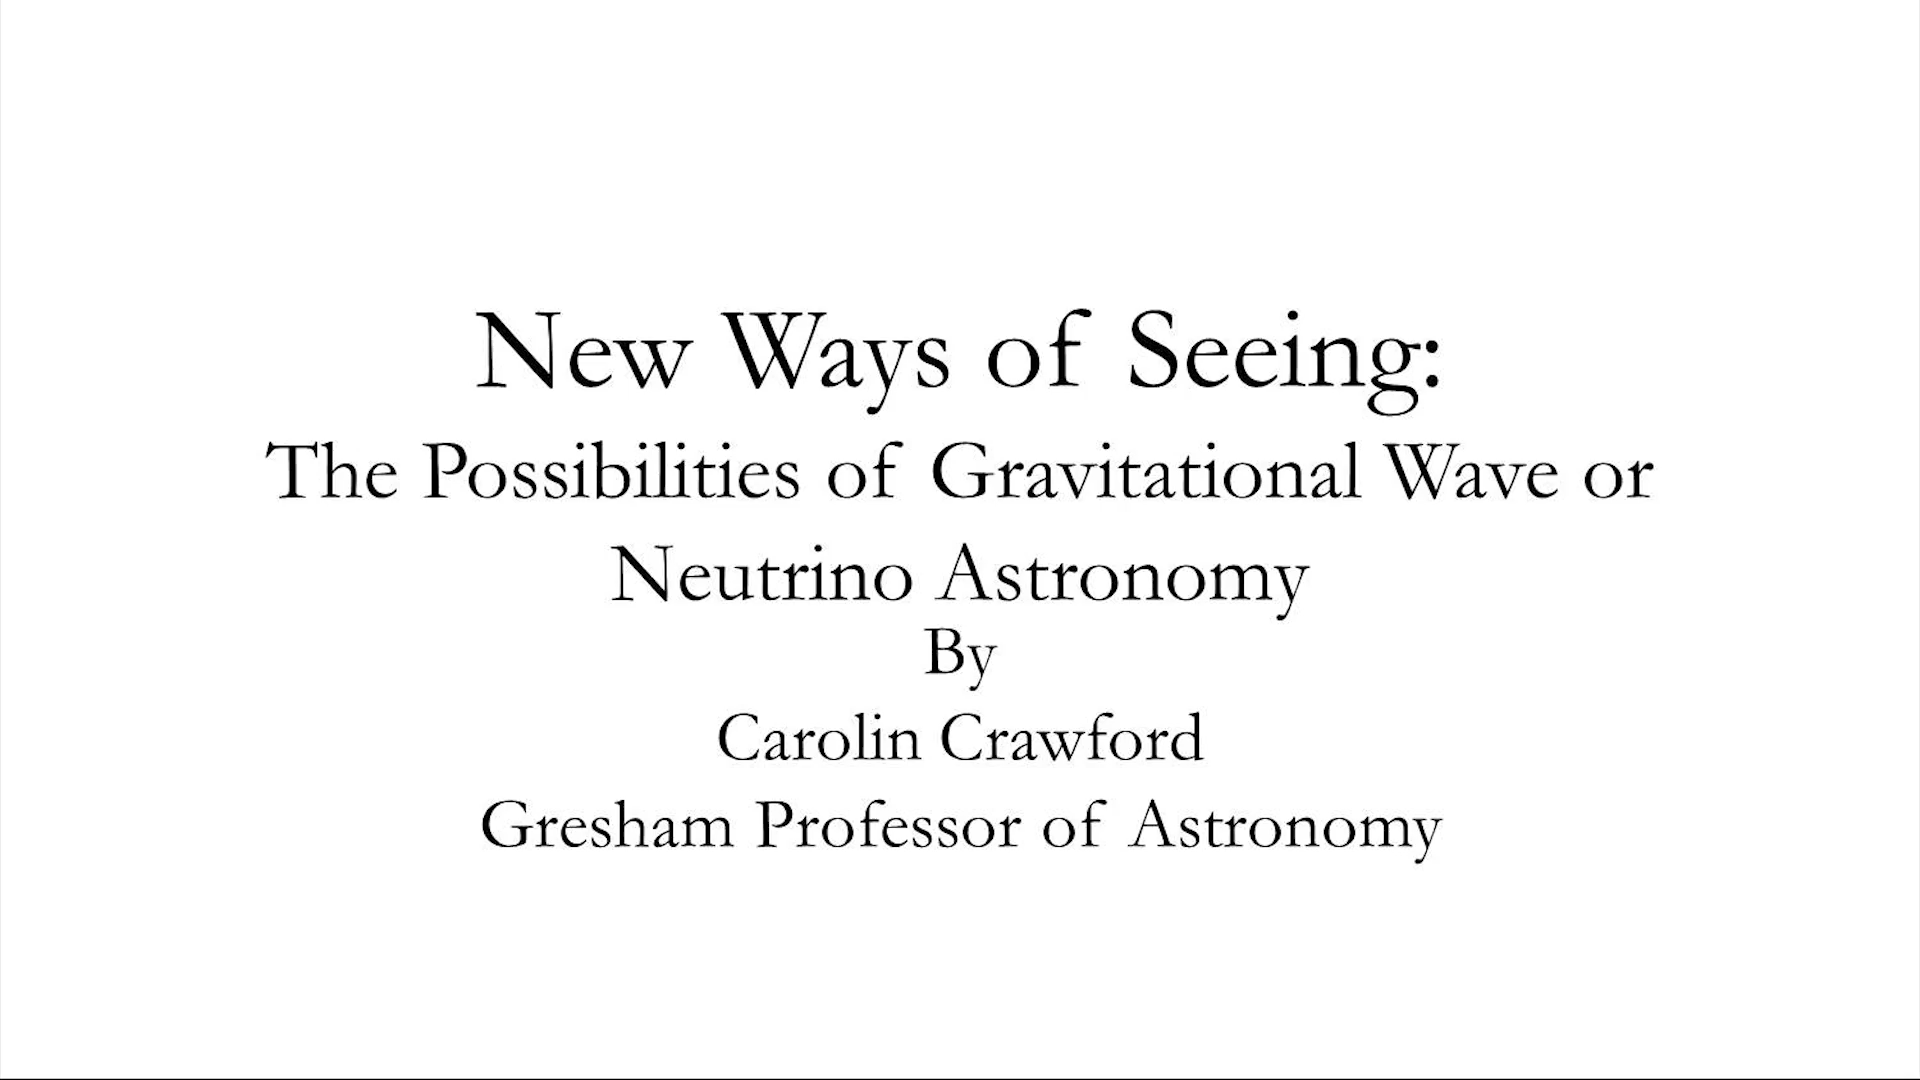 New Ways of Seeing:
The Possibilities of Gravitational Wave or
Neutrino Astronomy
By
Carolin Crawford
Gresham Professor of Astronomy